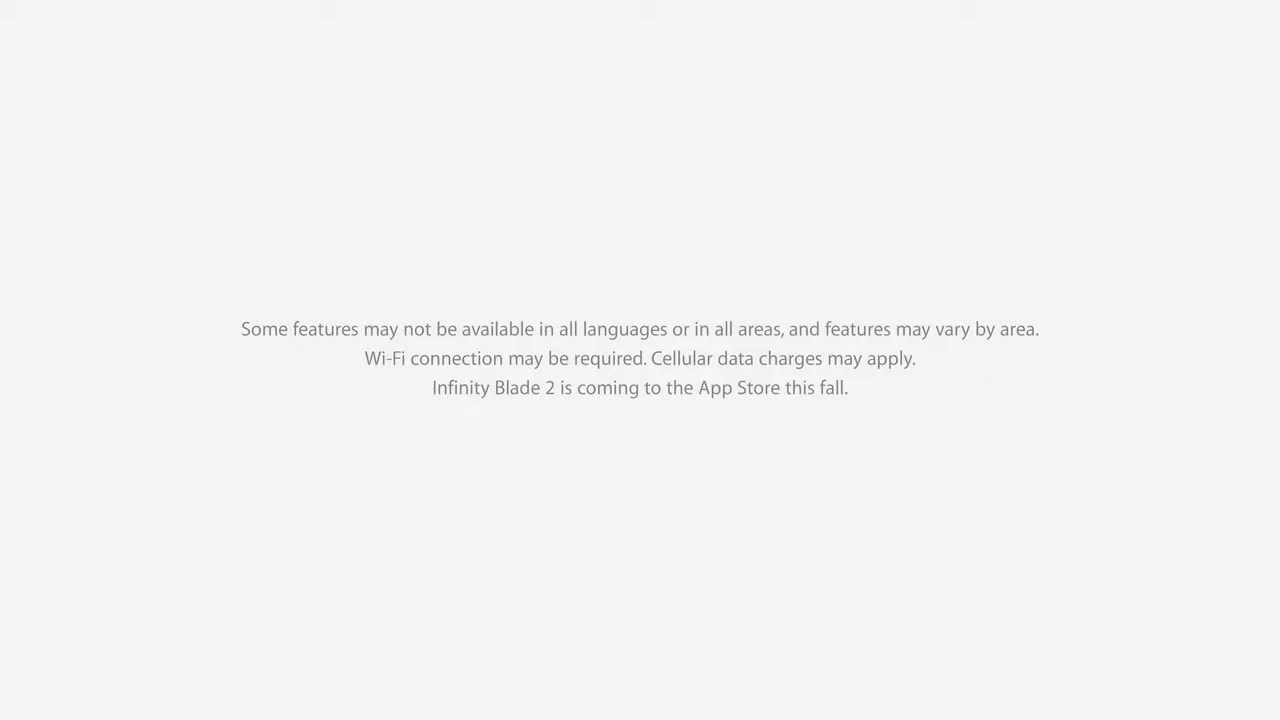 Some features may not be available in all languages or in all areas, and features may vary by area.
Wi-Fi connection may be required. Cellular data charges may apply.
Infinity Blade 2 is coming to the App Store this fall.